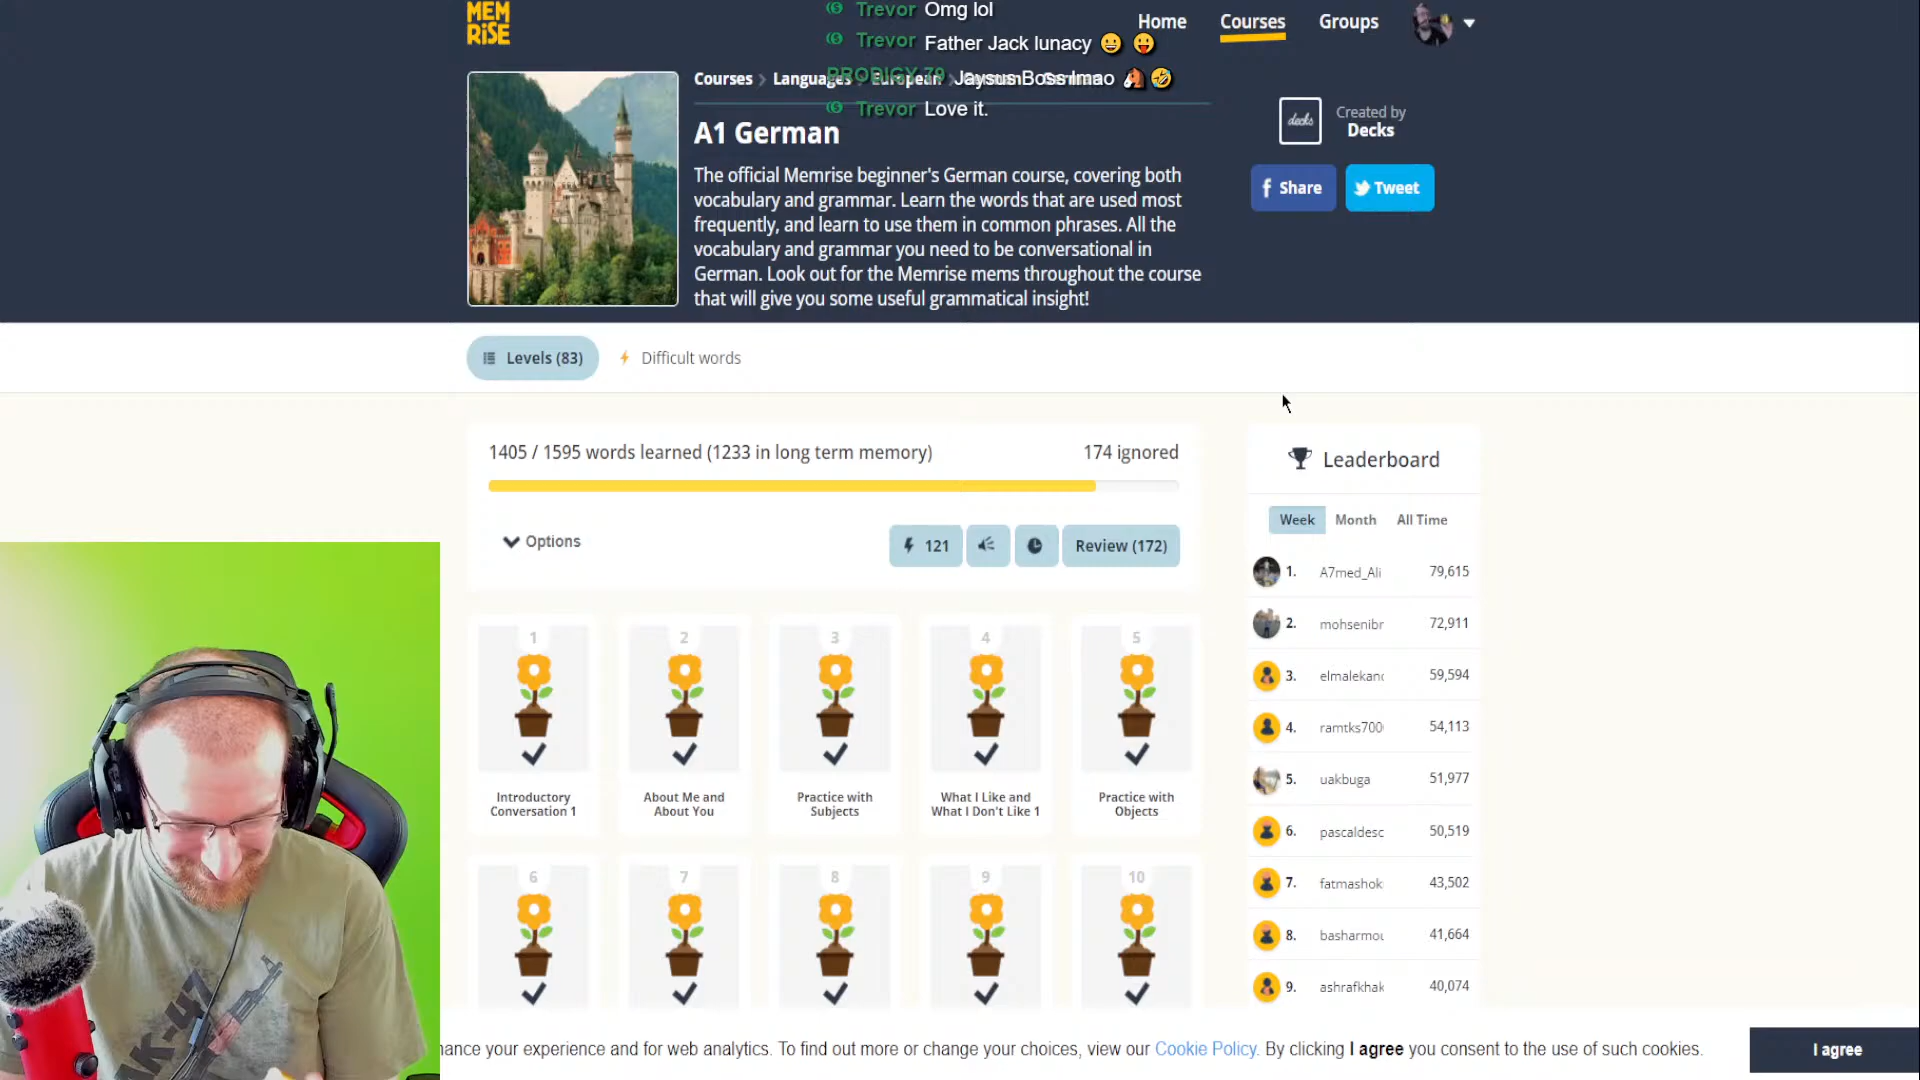 MEM
RiSE
Trevor Omg lol
Trevor Father Jack lunacy
PRODIGY 79
Trevor Love it.
Home
Courses
Groups
Courses
Languages
European
A1 German
The official Memrise beginner's German course, covering both
vocabulary and grammar. Learn the words that are used most
frequently, and learn to use them in common phrases. All the
vocabulary and grammar you need to be conversational in
German. Look out for the Memrise mems throughout the course
that will give you some useful grammatical insight!
decks
Created by
Decks
Share
Tweet
Levels (83)
Difficult words
1405 / 1595 words learned (1233 in long term memory)
174 ignored
Options
121
Review (172)
1
2
3
4
5
Introductory
Conversation 1
About Me and
About You
Practice with
Subjects
What I Like and
What I Don't Like 1
Practice with
Objects
6
7
8
9
10
Leaderboard
Week
Month
All Time
1. A7med_Ali 79,615
2. mohsenibr 72,911
3. elmalekan 59,594
4. ramtks700 54,113
5. uakbuga 51,977
6. pascaldesc 50,519
7. fatmashok 43,502
8. basharmou 41,664
9. ashrafkhak 40,074
hance your experience and for web analytics. To find out more or change your choices, view our Cookie Policy. By clicking I agree you consent to the use of such cookies.
I agree
AK-47